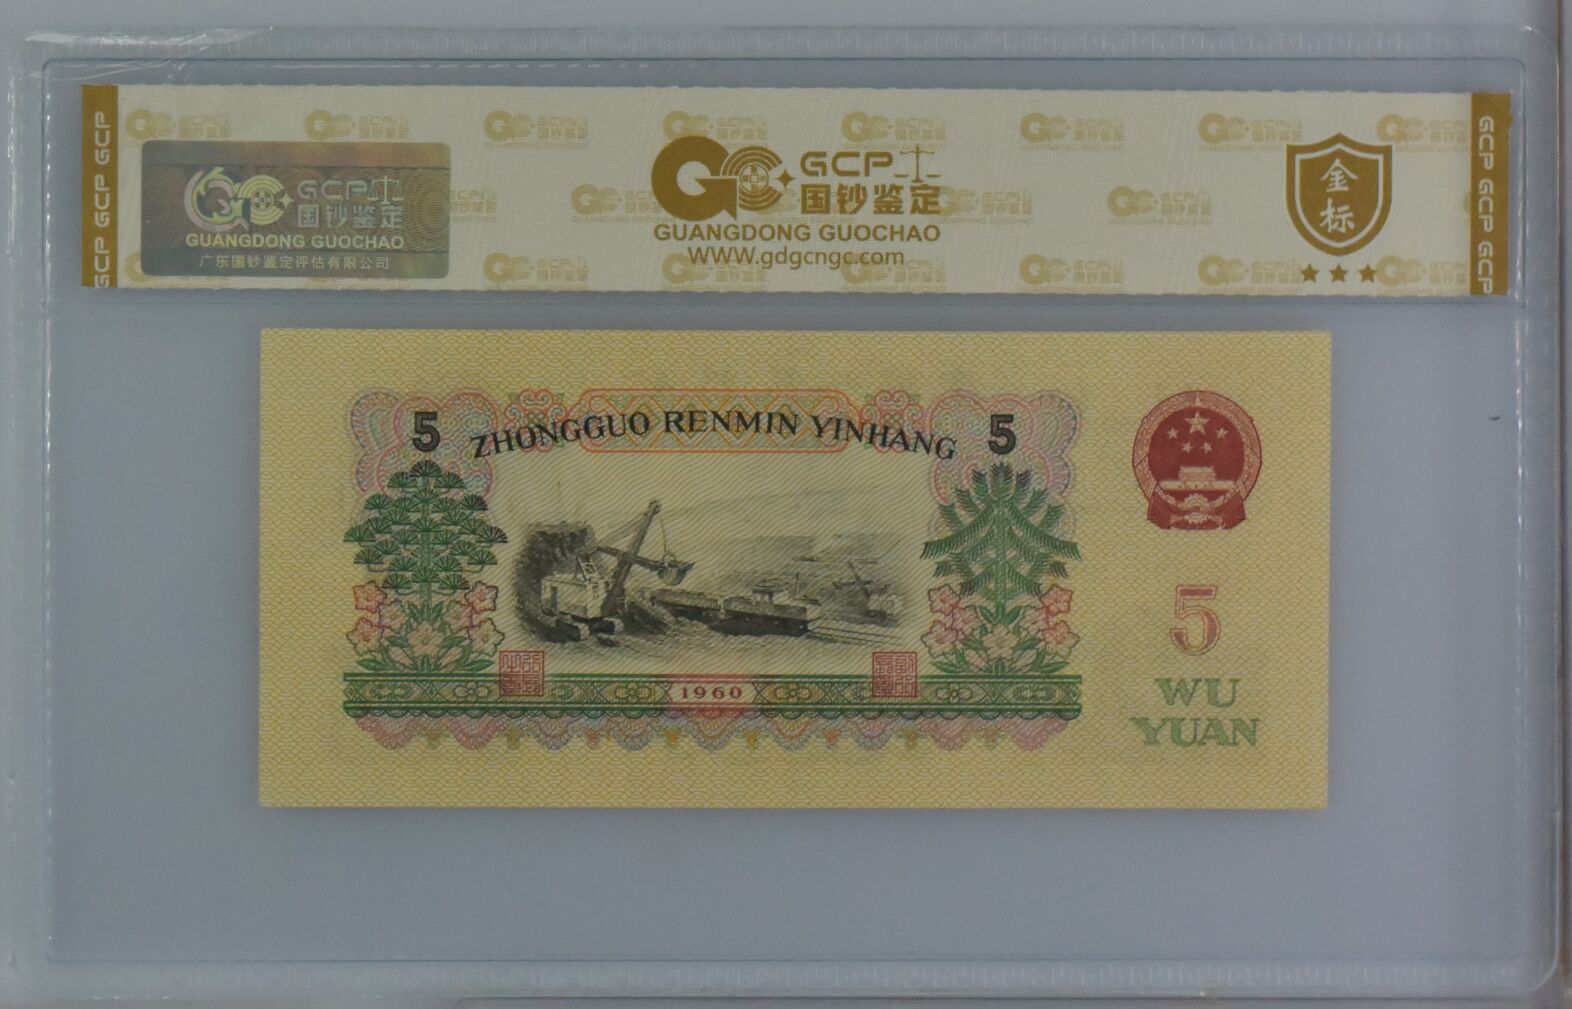 GCP GCP GCP GCP
GCP 国钞鉴定
GUANGDONG GUOCHAO
广东国钞鉴定评估有限公司
GCP
国钞鉴定
GUANGDONG GUOCHAO
WWW.gdgcngc.com
金标
GCP GCP GCP GCP
5
ZHONGGUO RENMIN YINHANG
5
1960
5
WU
YUAN